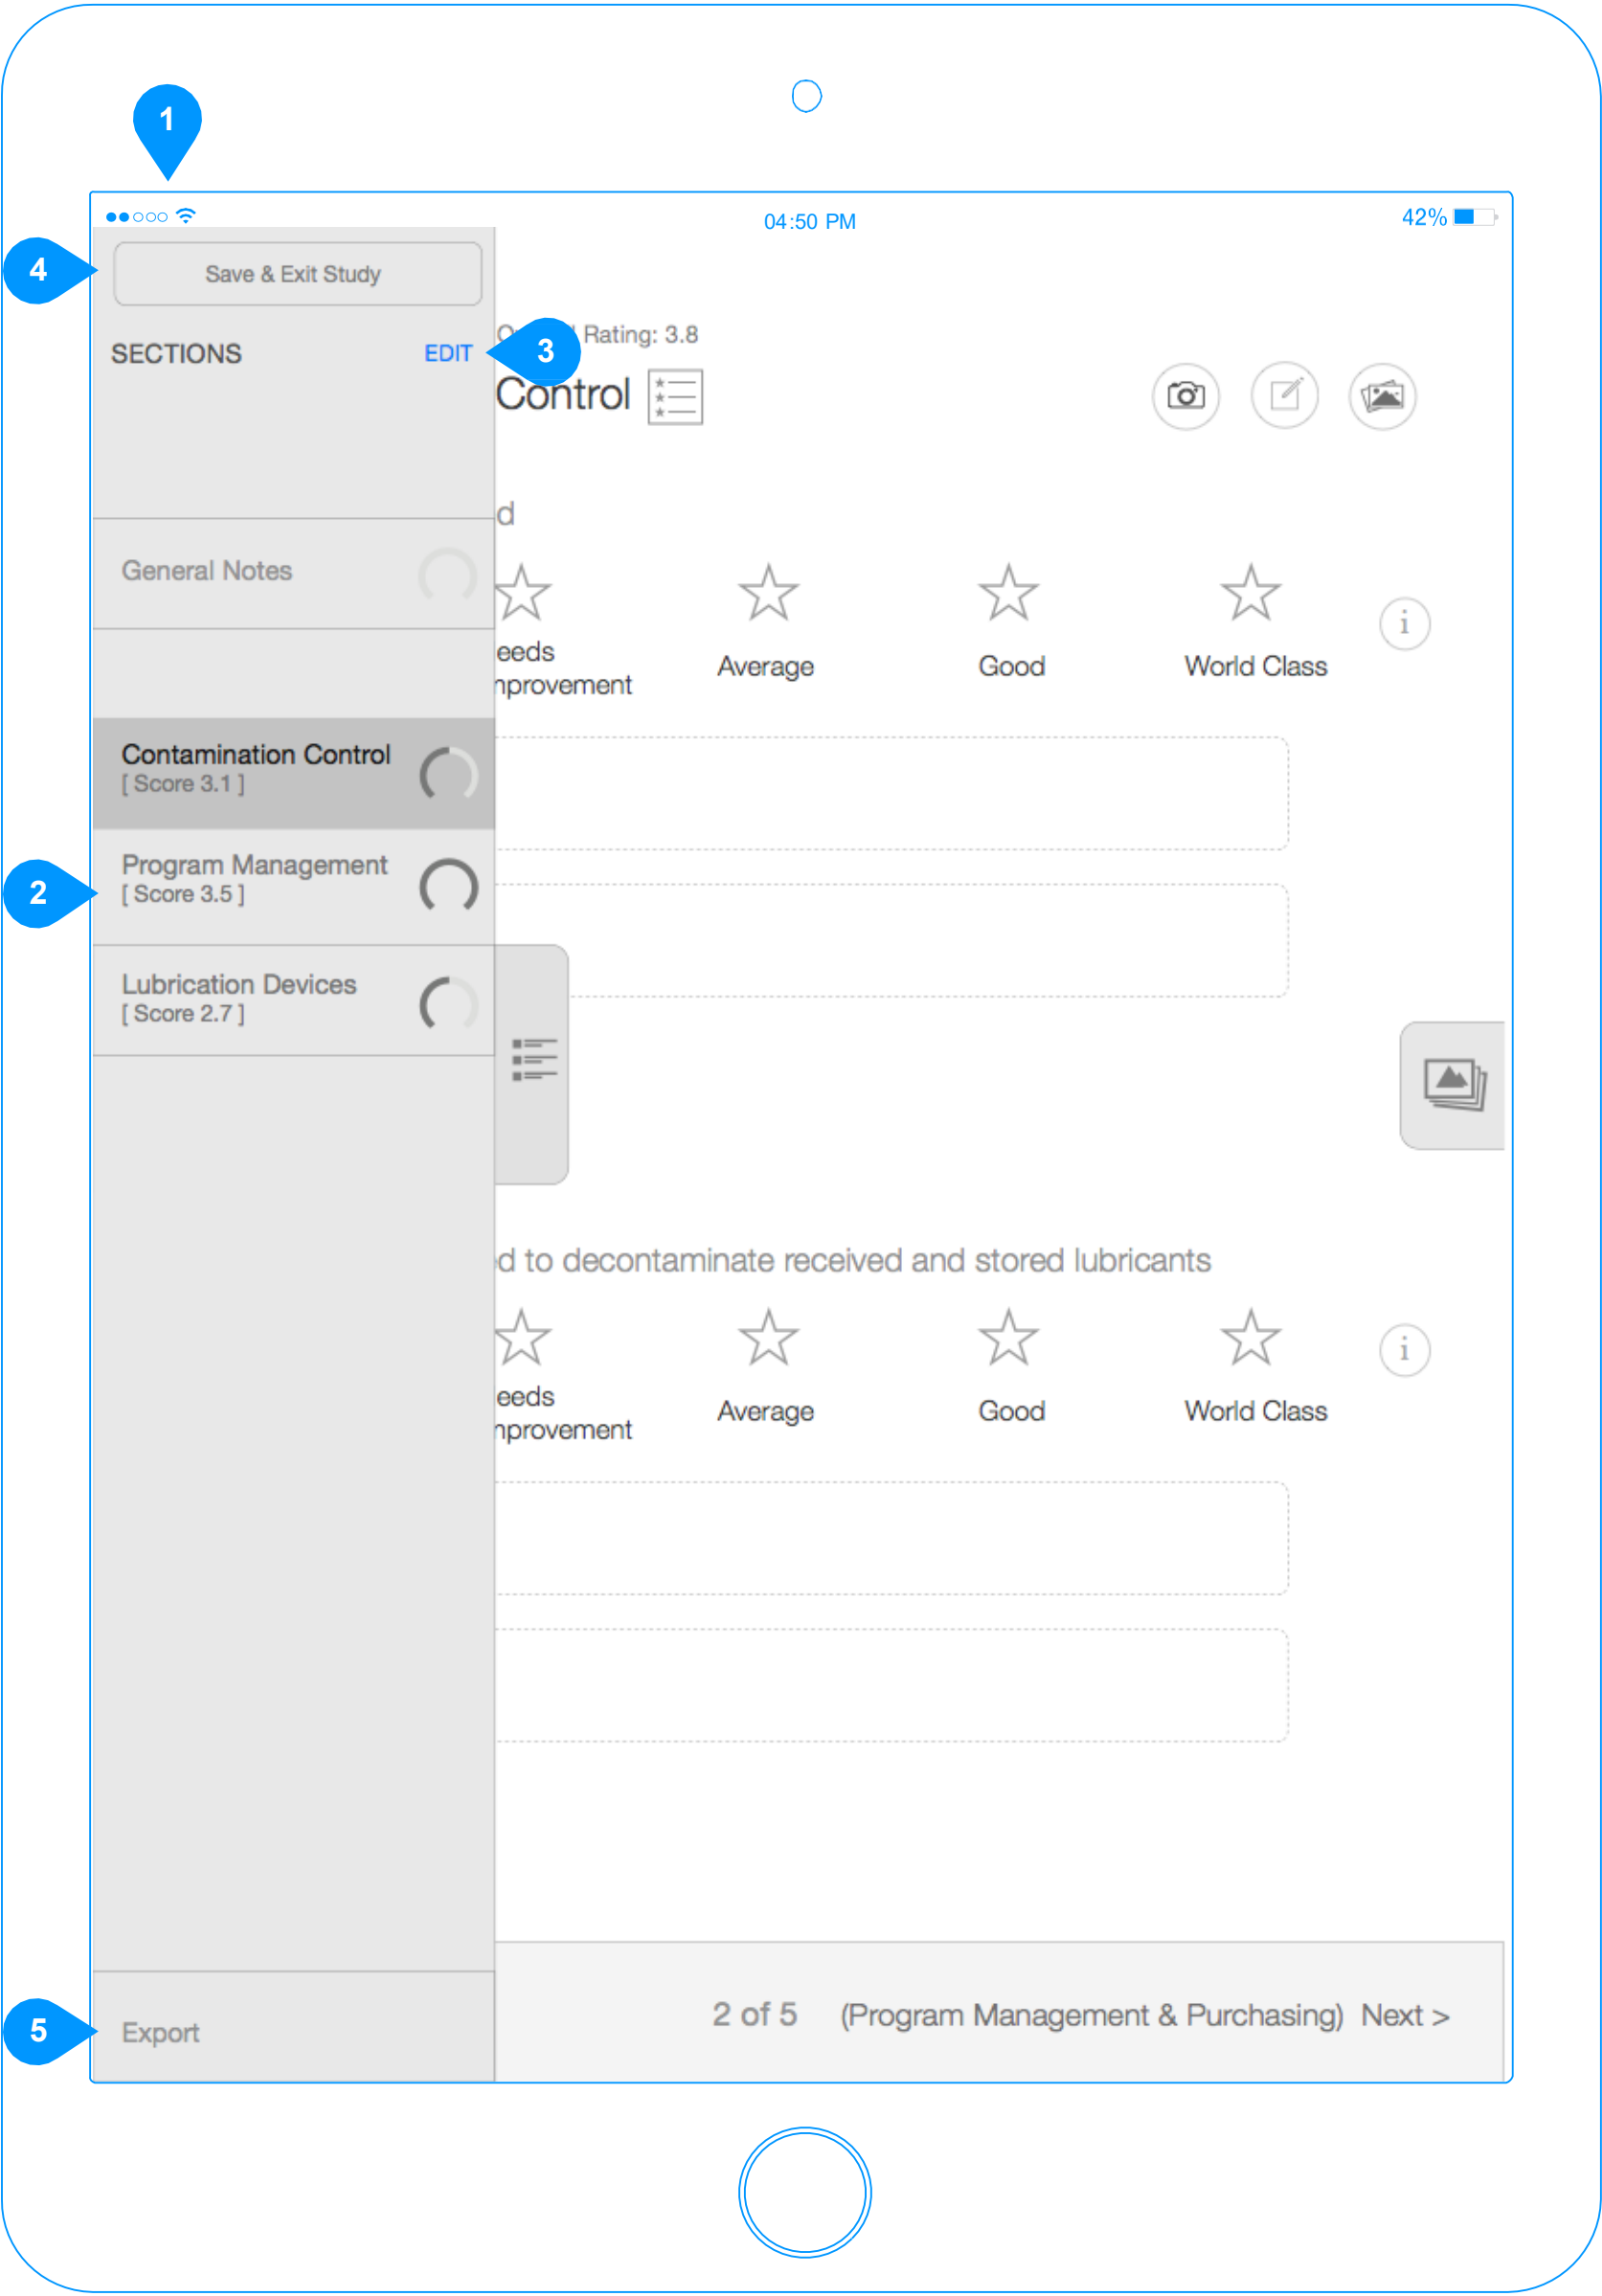 1
04:50 PM
42%
4
Save & Exit Study
SECTIONS
EDIT
3
Rating: 3.8
Control
d
General Notes
eeds
provement
Average
Good
World Class
i
Contamination Control
[ Score 3.1 ]
2
Program Management
[ Score 3.5 ]
Lubrication Devices
[ Score 2.7 ]
d to decontaminate received and stored lubricants
eeds
provement
Average
Good
World Class
i
5
Export
2 of 5 (Program Management & Purchasing) Next >